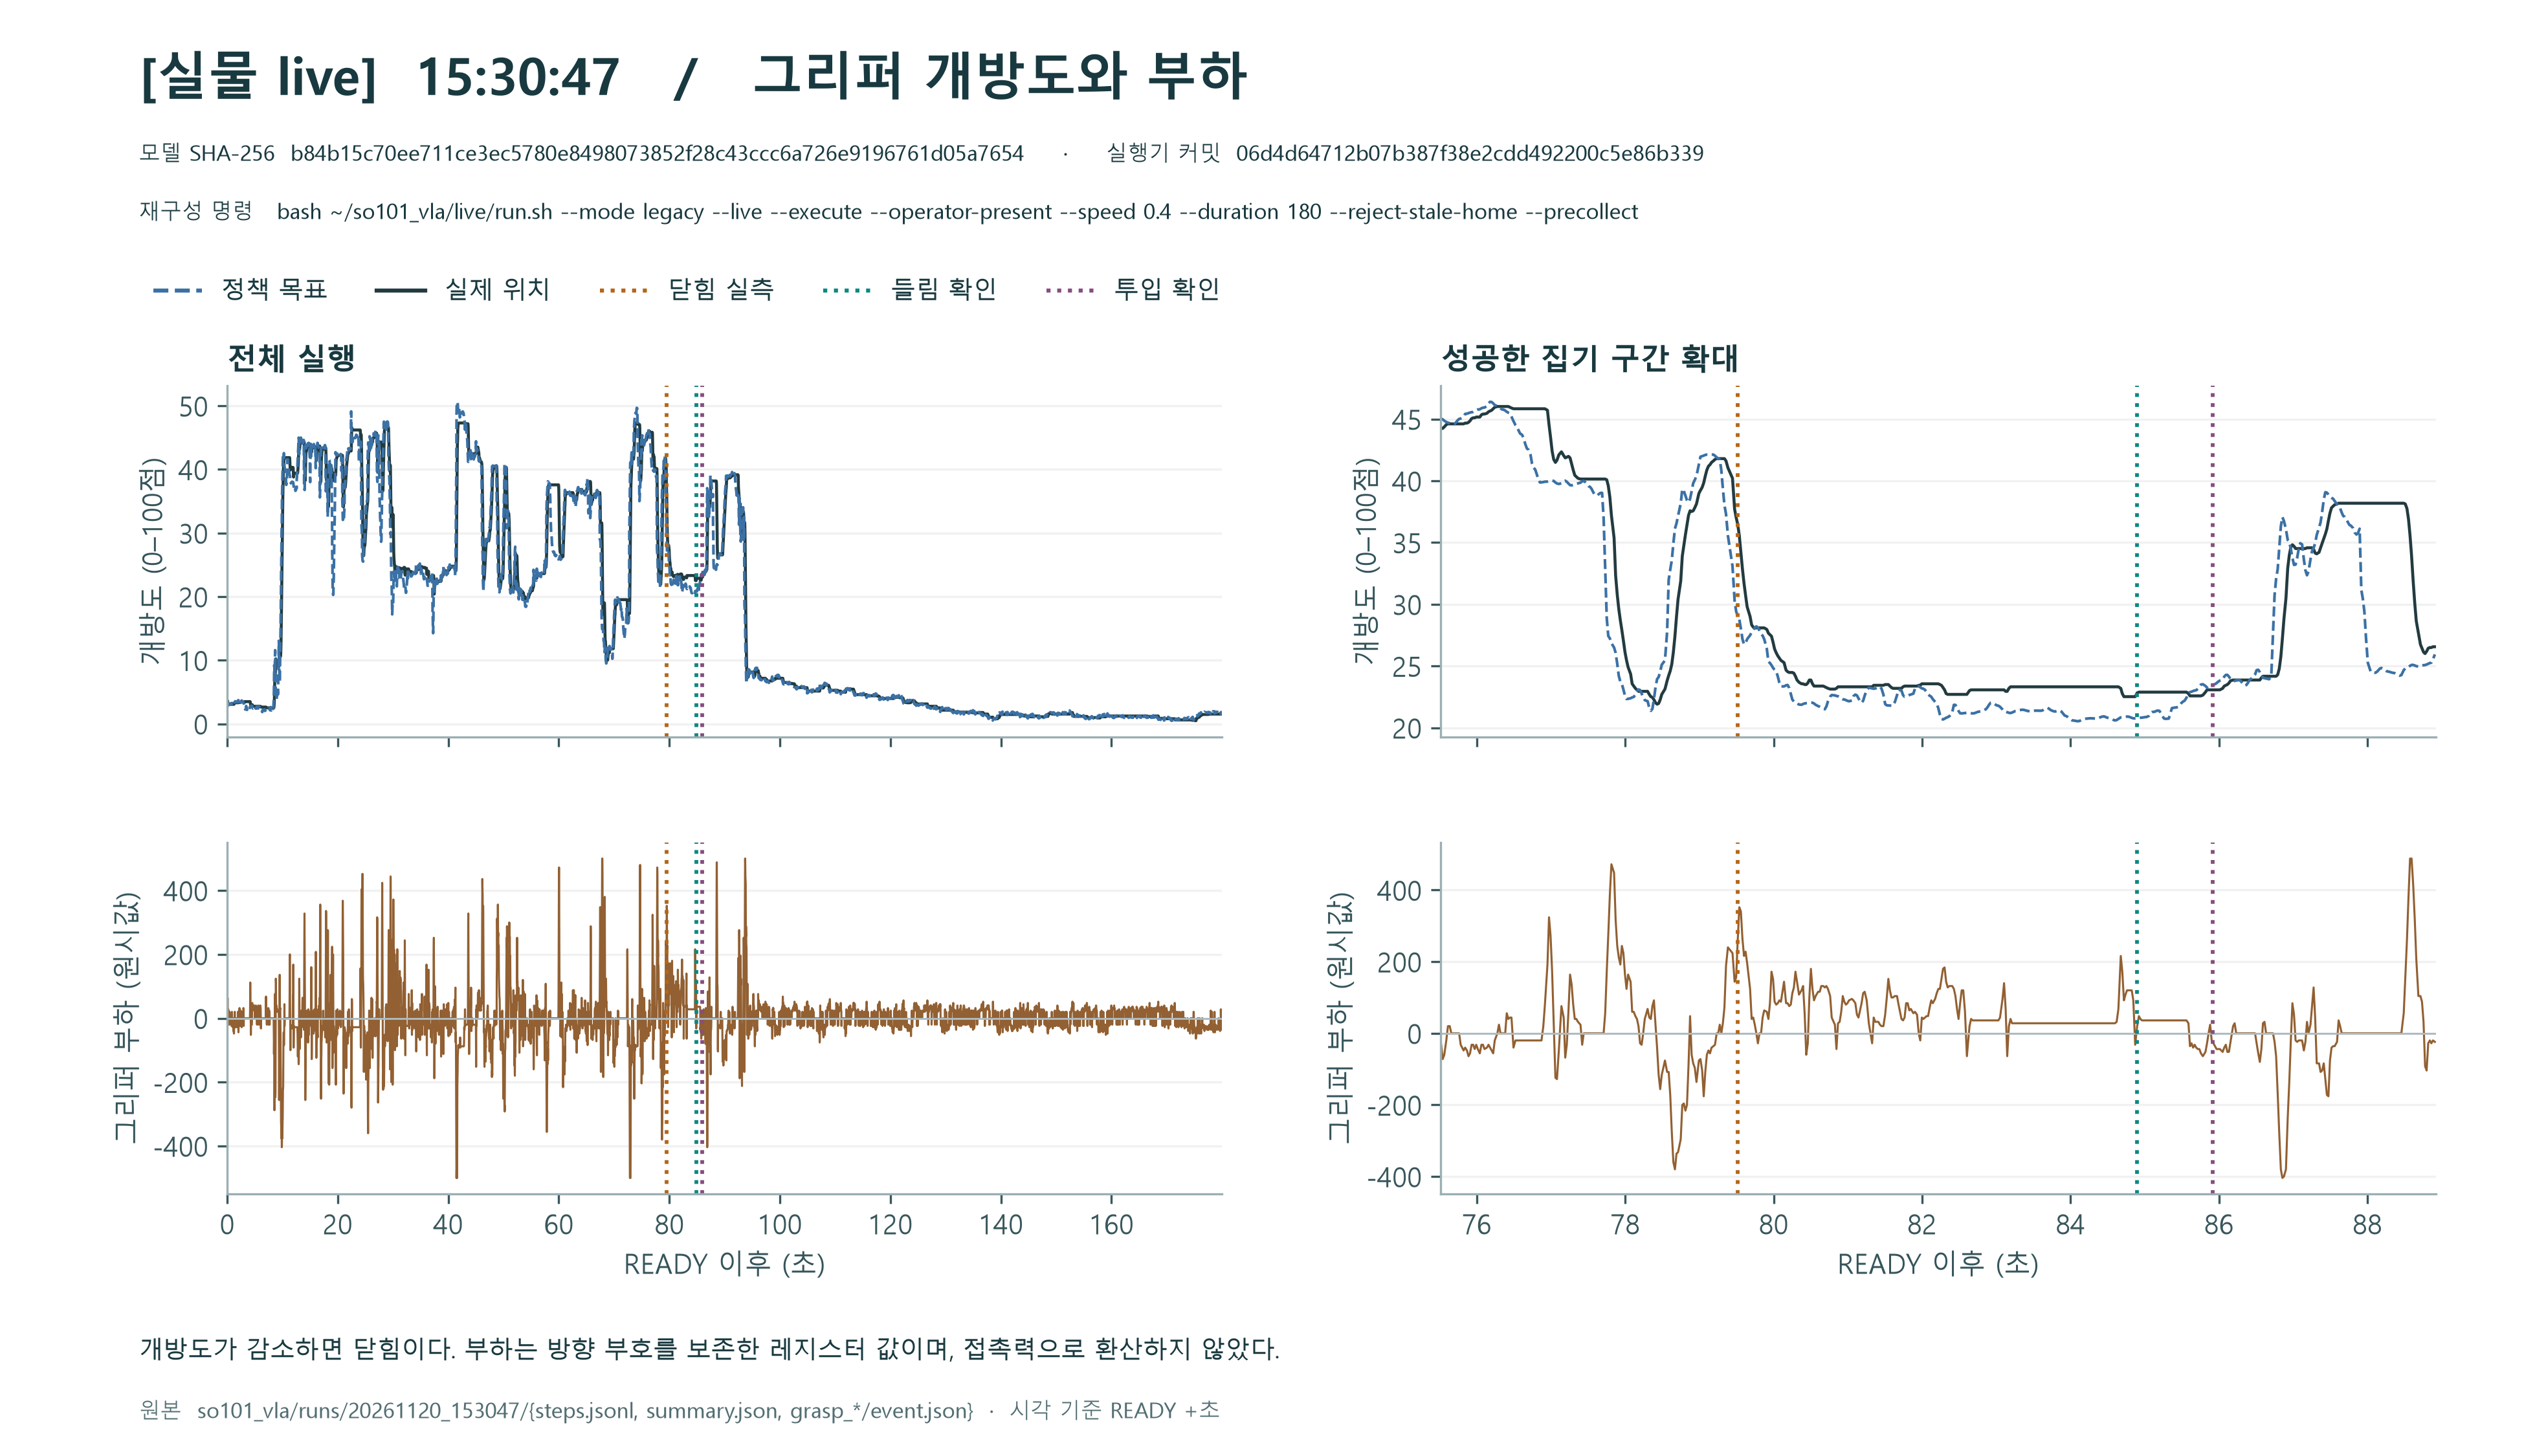 [실물 live] 15:30:47 / 그리퍼 개방도와 부하
모델 SHA-256 b84b15c70ee711ce3ec5780e8498073852f28c43ccc6a726e9196761d05a7654 · 실행기 커밋 06d4d64712b07b387f38e2cdd492200c5e86b339
재구성 명령 bash ~/so101_vla/live/run.sh --mode legacy --live --execute --operator-present --speed 0.4 --duration 180 --reject-stale-home --precollect
정책 목표 실제 위치 닫힘 실측 들림 확인 투입 확인
전체 실행
개방도 (0–100점)
50
40
30
20
10
0
성공한 집기 구간 확대
개방도 (0–100점)
45
40
35
30
25
20
그리퍼 부하 (원시값)
400
200
0
-200
-400
0 20 40 60 80 100 120 140 160
READY 이후 (초)
그리퍼 부하 (원시값)
400
200
0
-200
-400
76 78 80 82 84 86 88
READY 이후 (초)
개방도가 감소하면 닫힘이다. 부하는 방향 부호를 보존한 레지스터 값이며, 접촉력으로 환산하지 않았다.
원본 so101_vla/runs/20261120_153047/{steps.jsonl, summary.json, grasp_*/event.json} · 시각 기준 READY +초